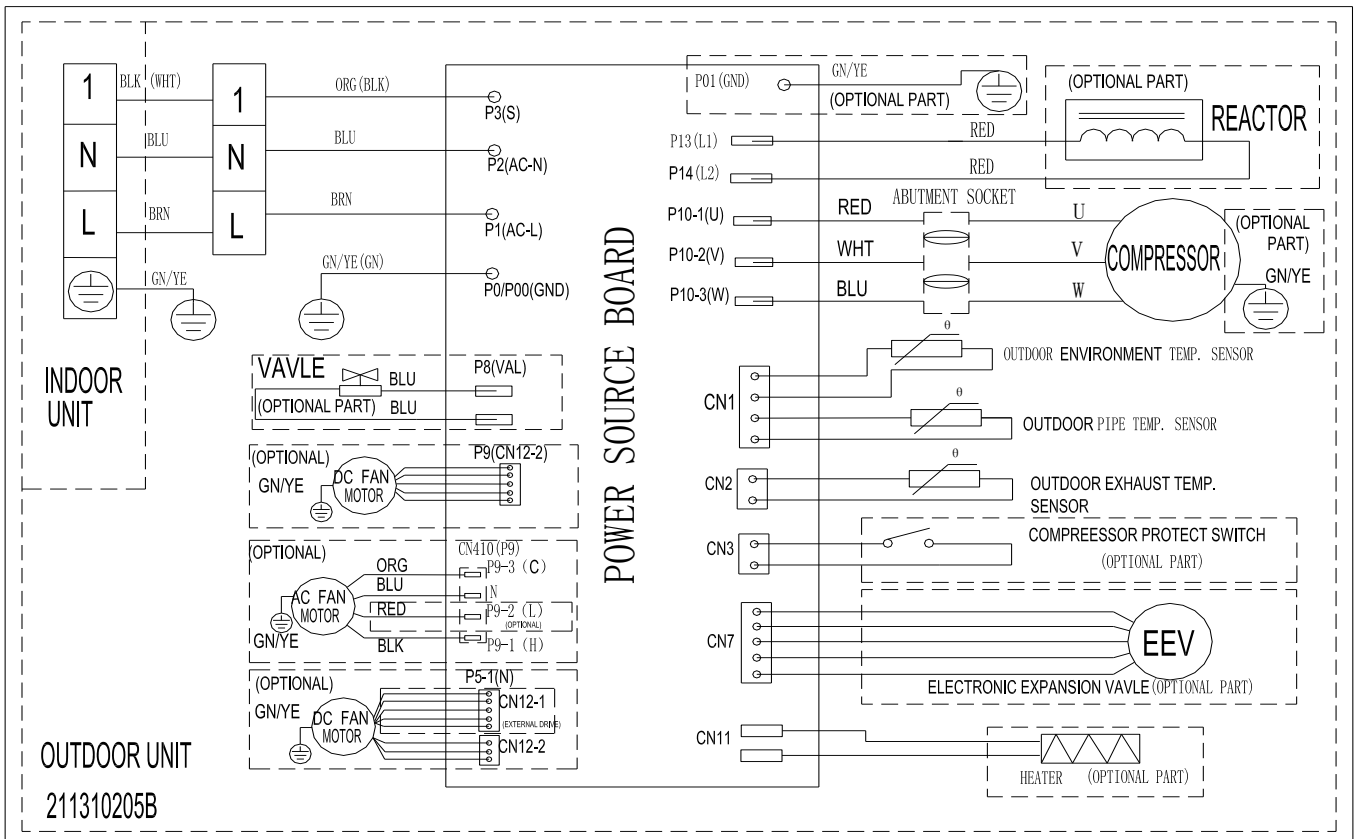 1
BLK (WHT)
1
ORG(BLK)
P3(S)
N
BLU
N
BLU
P2(AC-N)
L
BRN
L
BRN
P1(AC-L)
GN/YE
GN/YE(GN)
P0/P00(GND)
INDOOR
UNIT
VAVLE
BLU
P8(VAL)
(OPTIONAL PART)
BLU
(OPTIONAL)
P9(CN12-2)
GN/YE
DC FAN
MOTOR
(OPTIONAL)
CN410(P9)
ORG
P9-3 (C)
BLU
N
AC FAN
MOTOR
RED
P9-2 (L)
(OPTIONAL)
GN/YE
BLK
P9-1 (H)
(OPTIONAL)
P5-1(N)
GN/YE
CN12-1
DC FAN
MOTOR
(EXTERNAL DRIVE)
CN12-2
OUTDOOR UNIT
211310205B
POWER SOURCE BOARD
P01(GND)
GN/YE
(OPTIONAL PART)
(OPTIONAL PART)
REACTOR
P13(L1)
RED
P14(L2)
RED
ABUTMENT SOCKET
P10-1(U)
RED
U
P10-2(V)
WHT
V
P10-3(W)
BLU
W
COMPRESSOR
(OPTIONAL
PART)
GN/YE
CN1
θ
OUTDOOR ENVIRONMENT TEMP. SENSOR
θ
OUTDOOR PIPE TEMP. SENSOR
CN2
θ
OUTDOOR EXHAUST TEMP.
SENSOR
CN3
COMPREESSOR PROTECT SWITCH
(OPTIONAL PART)
CN7
EEV
ELECTRONIC EXPANSION VAVLE(OPTIONAL PART)
CN11
HEATER
(OPTIONAL PART)